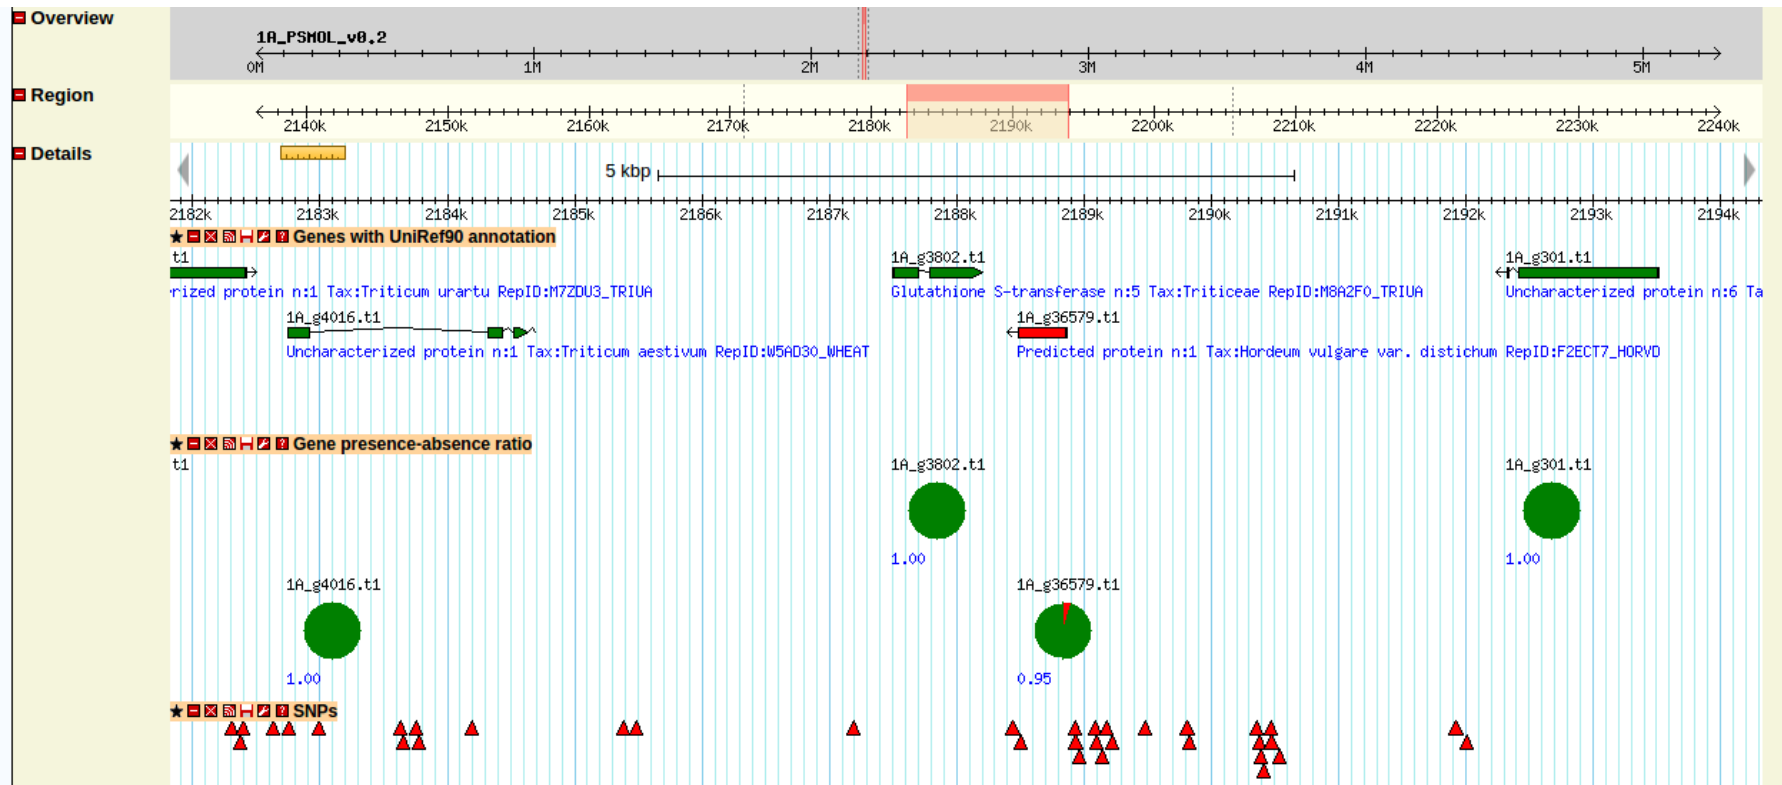 Overview
1A_PSMOL_v0.2
0M 1M 2M 3M 4M 5M
Region
2140k 2150k 2160k 2170k 2180k 2190k 2200k 2210k 2220k 2230k 2240k
Details
5 kbp
2182k 2183k 2184k 2185k 2186k 2187k 2188k 2189k 2190k 2191k 2192k 2193k 2194k
Genes with UniRef90 annotation
t1 1A_g3802.t1 1A_g301.t1
rized protein n:1 Tax:Triticum urartu RepID:M7ZDU3_TRIUA Glutathione S-transferase n:5 Tax:Triticeae RepID:M8A2F0_TRIUA Uncharacterized protein n:6 Ta
1A_g4016.t1 1A_g36579.t1
Uncharacterized protein n:1 Tax:Triticum aestivum RepID:W5AD30_WHEAT Predicted protein n:1 Tax:Hordeum vulgare var. distichum RepID:F2ECT7_HORVD
Gene presence-absence ratio
t1 1A_g3802.t1 1A_g301.t1
1.00 1.00
1A_g4016.t1 1A_g36579.t1
1.00 0.95
SNPs